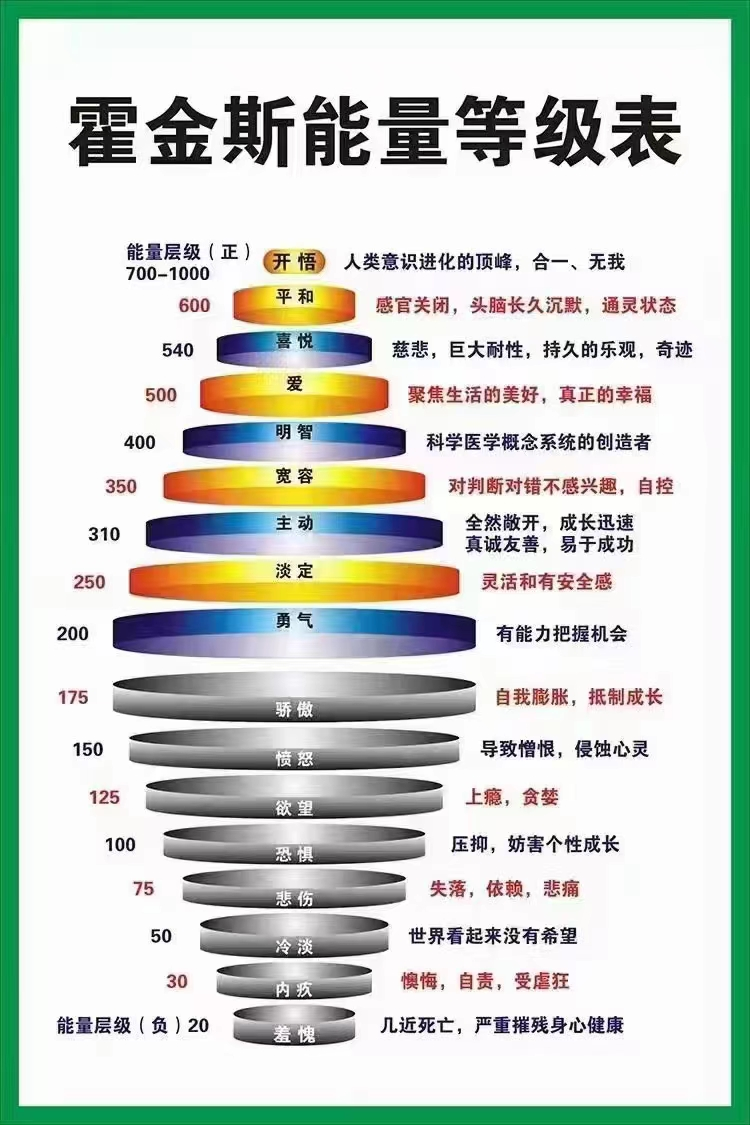 霍金斯能量等级表
能量层级（正）
700-1000 开悟 人类意识进化的顶峰，合一、无我
600 平和 感官关闭，头脑长久沉默，通灵状态
540 喜悦 慈悲，巨大耐性，持久的乐观，奇迹
500 爱 聚焦生活的美好，真正的幸福
400 明智 科学医学概念系统的创造者
350 宽容 对判断对错不感兴趣，自控
310 主动 全然敞开，成长迅速
真诚友善，易于成功
250 淡定 灵活和有安全感
200 勇气 有能力把握机会
175 骄傲 自我膨胀，抵制成长
150 愤怒 导致憎恨，侵蚀心灵
125 欲望 上瘾，贪婪
100 恐惧 压抑，妨害个性成长
75 悲伤 失落，依赖，悲痛
50 冷淡 世界看起来没有希望
30 内疚 懊悔，自责，受虐狂
能量层级（负）20 羞愧 几近死亡，严重摧残身心健康